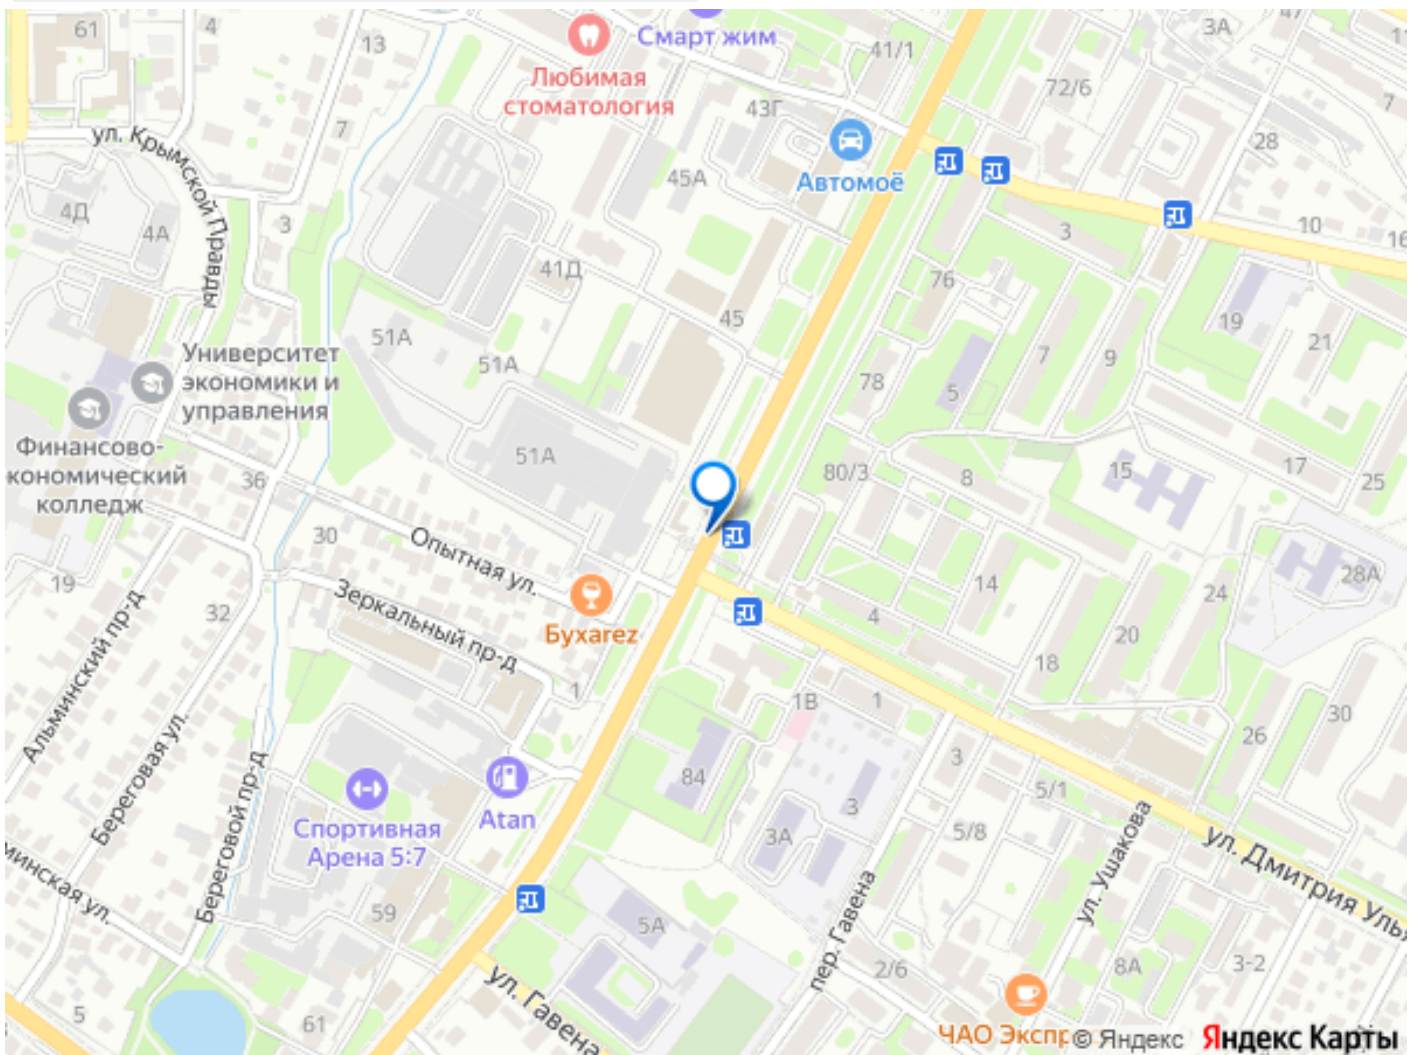 61
4
13
Смарт жим
41/1
3А
47
11
Любимая
стоматология
43Г
72/6
7
7
28
45А
Автомоё
ул. Крымской Правды
4Д
4А
3
3
10
16
41Д
76
45
19
21
51А
51А
7
9
Университет
экономики и
управления
78
5
Финансово-
кономический
колледж
51А
80/3
8
15
17
25
36
30
Опытная ул.
28А
19
32
Зеркальный пр-д
Бухаrez
14
24
4
20
18
Альминский пр-д
Береговая ул.
1
1В
1
30
26
Береговой пр-д
84
3
5/1
Спортивная
Арена 5:7
Atan
3
3А
5/8
ул. Ушакова
ул. Дмитрия Улья
минская ул.
59
5А
пер. Гавена
2/6
8А
3-2
5
61
ул. Гавена
ЧАО Экспр
© Яндекс
Яндекс Карты